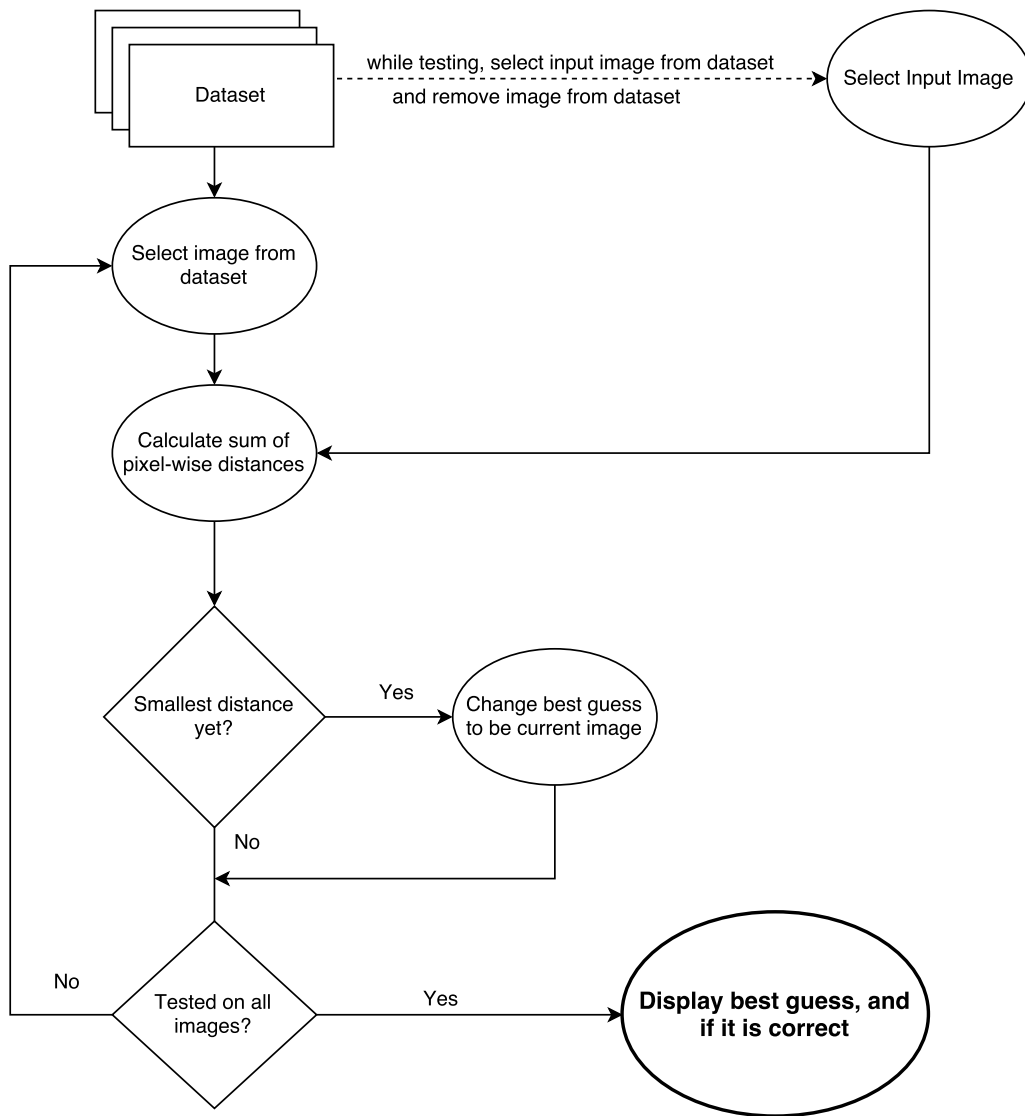 while testing, select input image from dataset
and remove image from dataset
Dataset
Select Input Image
Select image from
dataset
Calculate sum of
pixel-wise distances
Smallest distance
yet?
Yes
Change best guess
to be current image
No
No
Tested on all
images?
Yes
Display best guess, and
if it is correct